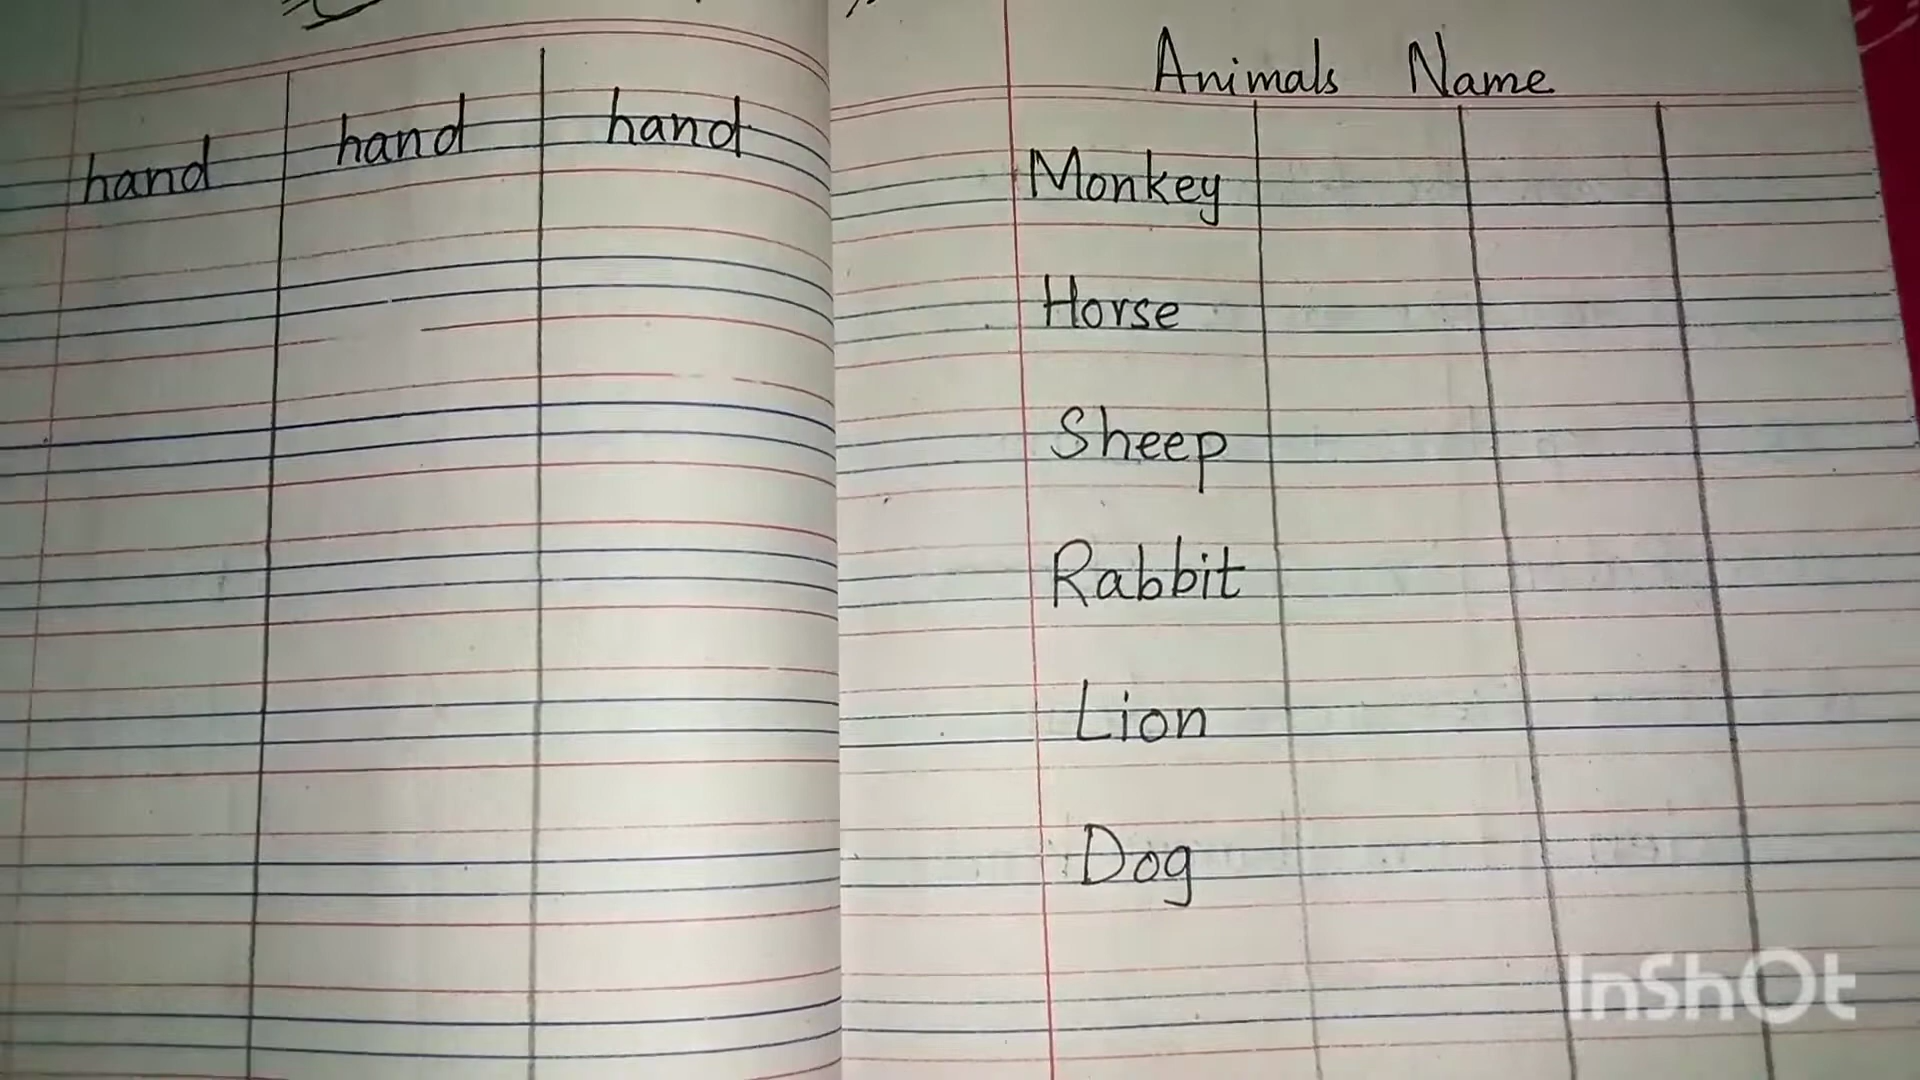 hand hand hand
Animals Name
Monkey
Horse
Sheep
Rabbit
Lion
Dog
InShOt